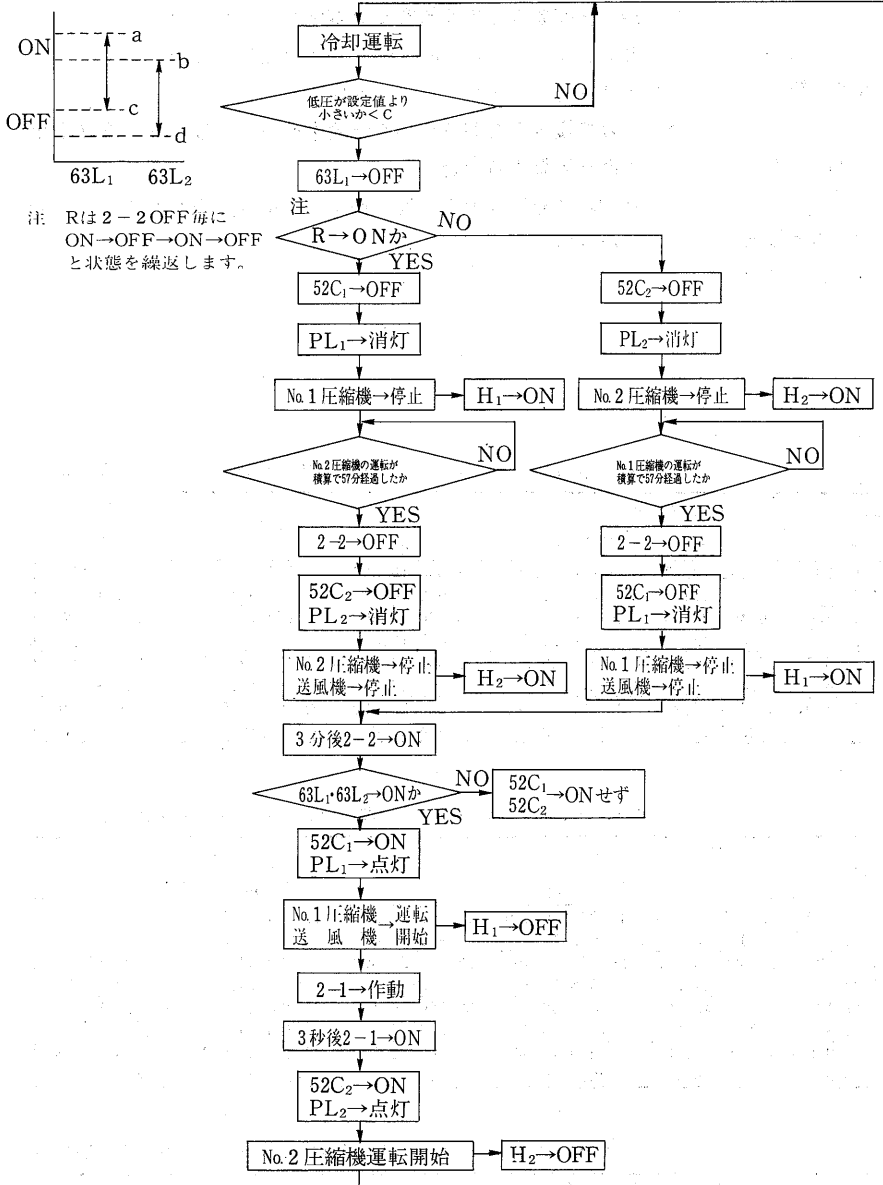 ON
OFF
a
b
c
d
63L₁ 63L₂
注 Rは2-2OFF毎に
ON→OFF→ON→OFF
と状態を繰返します。
冷却運転
低圧が設定値より
小さいか<C
NO
63L₁→OFF
注
R→ONか
NO
YES
52C₁→OFF
52C₂→OFF
PL₁→消灯
PL₂→消灯
No.1圧縮機→停止
H₁→ON
No.2圧縮機→停止
H₂→ON
No.2圧縮機の運転が
積算で57分経過したか
NO
YES
No.1圧縮機の運転が
積算で57分経過したか
NO
YES
2-2→OFF
2-2→OFF
52C₂→OFF
PL₂→消灯
52C₁→OFF
PL₁→消灯
No.2圧縮機→停止
送風機→停止
H₂→ON
No.1圧縮機→停止
送風機→停止
H₁→ON
3分後2-2→ON
63L₁・63L₂→ONか
NO
YES
52C₁
52C₂→ONせず
52C₁→ON
PL₁→点灯
No.1圧縮機→運転
送風機 開始
H₁→OFF
2-1→作動
3秒後2-1→ON
52C₂→ON
PL₂→点灯
No.2圧縮機運転開始
H₂→OFF